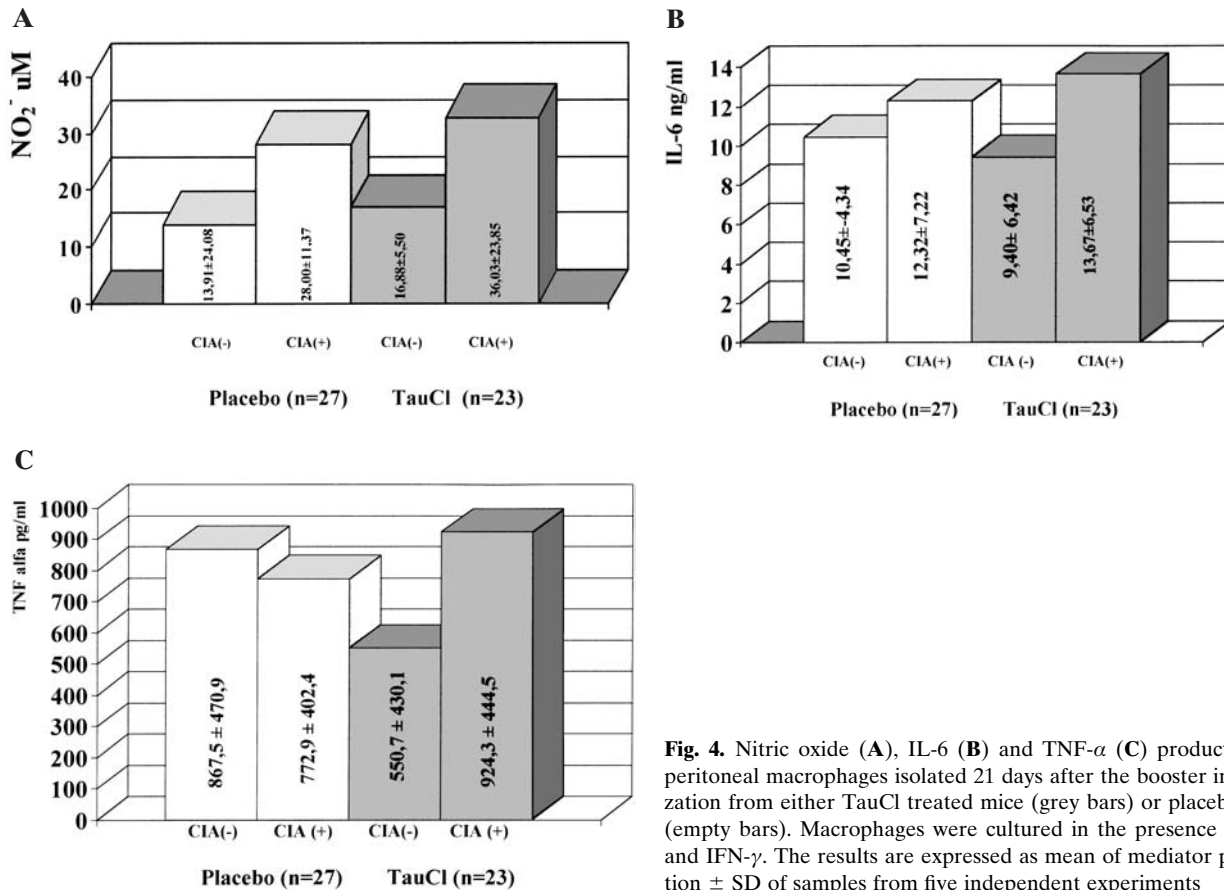 A
NO₂⁻ uM
40
30
20
10
0
13,91±24,08
28,00±11,37
16,88±5,50
36,03±23,85
CIA(-) CIA(+) CIA(-) CIA(+)
Placebo (n=27) TauCl (n=23)
B
IL-6 ng/ml
14
12
10
8
6
4
2
0
10,45±-4,34
12,32±7,22
9,40± 6,42
13,67±6,53
CIA(-) CIA(+) CIA (-) CIA(+)
Placebo (n=27) TauCl (n=23)
C
TNF alfa pg/ml
1000
900
800
700
600
500
400
300
200
100
0
867,5 ± 470,9
772,9 ± 402,4
550,7 ± 430,1
924,3 ± 444,5
CIA(-) CIA (+) CIA(-) CIA (+)
Placebo (n=27) TauCl (n=23)
Fig. 4. Nitric oxide (A), IL-6 (B) and TNF-α (C) product
peritoneal macrophages isolated 21 days after the booster in
zation from either TauCl treated mice (grey bars) or placeb
(empty bars). Macrophages were cultured in the presence
and IFN-γ. The results are expressed as mean of mediator p
tion ± SD of samples from five independent experiments